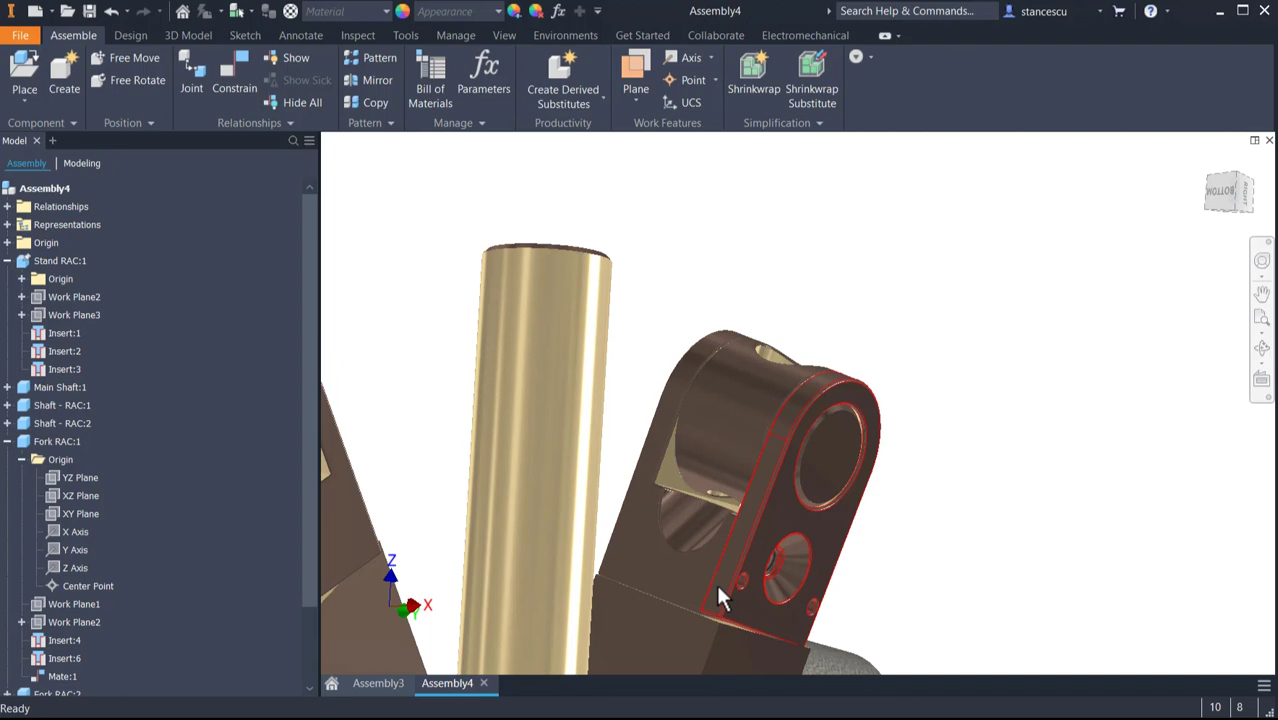 Material
Appearance
Assembly4
Search Help & Commands...
stancescu
File
Assemble
Design
3D Model
Sketch
Annotate
Inspect
Tools
Manage
View
Environments
Get Started
Collaborate
Electromechanical
Place
Create
Free Move
Free Rotate
Joint
Constrain
Show
Show Sick
Hide All
Pattern
Mirror
Copy
Bill of
Materials
Parameters
Create Derived
Substitutes
Plane
Axis
Point
UCS
Shrinkwrap
Shrinkwrap
Substitute
Component
Position
Relationships
Pattern
Manage
Productivity
Work Features
Simplification
Model
Assembly
Modeling
Assembly4
Relationships
Representations
Origin
Stand RAC:1
Origin
Work Plane2
Work Plane3
Insert:1
Insert:2
Insert:3
Main Shaft:1
Shaft - RAC:1
Shaft - RAC:2
Fork RAC:1
Origin
YZ Plane
XZ Plane
XY Plane
X Axis
Y Axis
Z Axis
Center Point
Work Plane1
Work Plane2
Insert:4
Insert:6
Mate:1
Fork RAC:2
BOTTOM
RIGHT
Z
X
Y
Assembly3
Assembly4
Ready
10
8